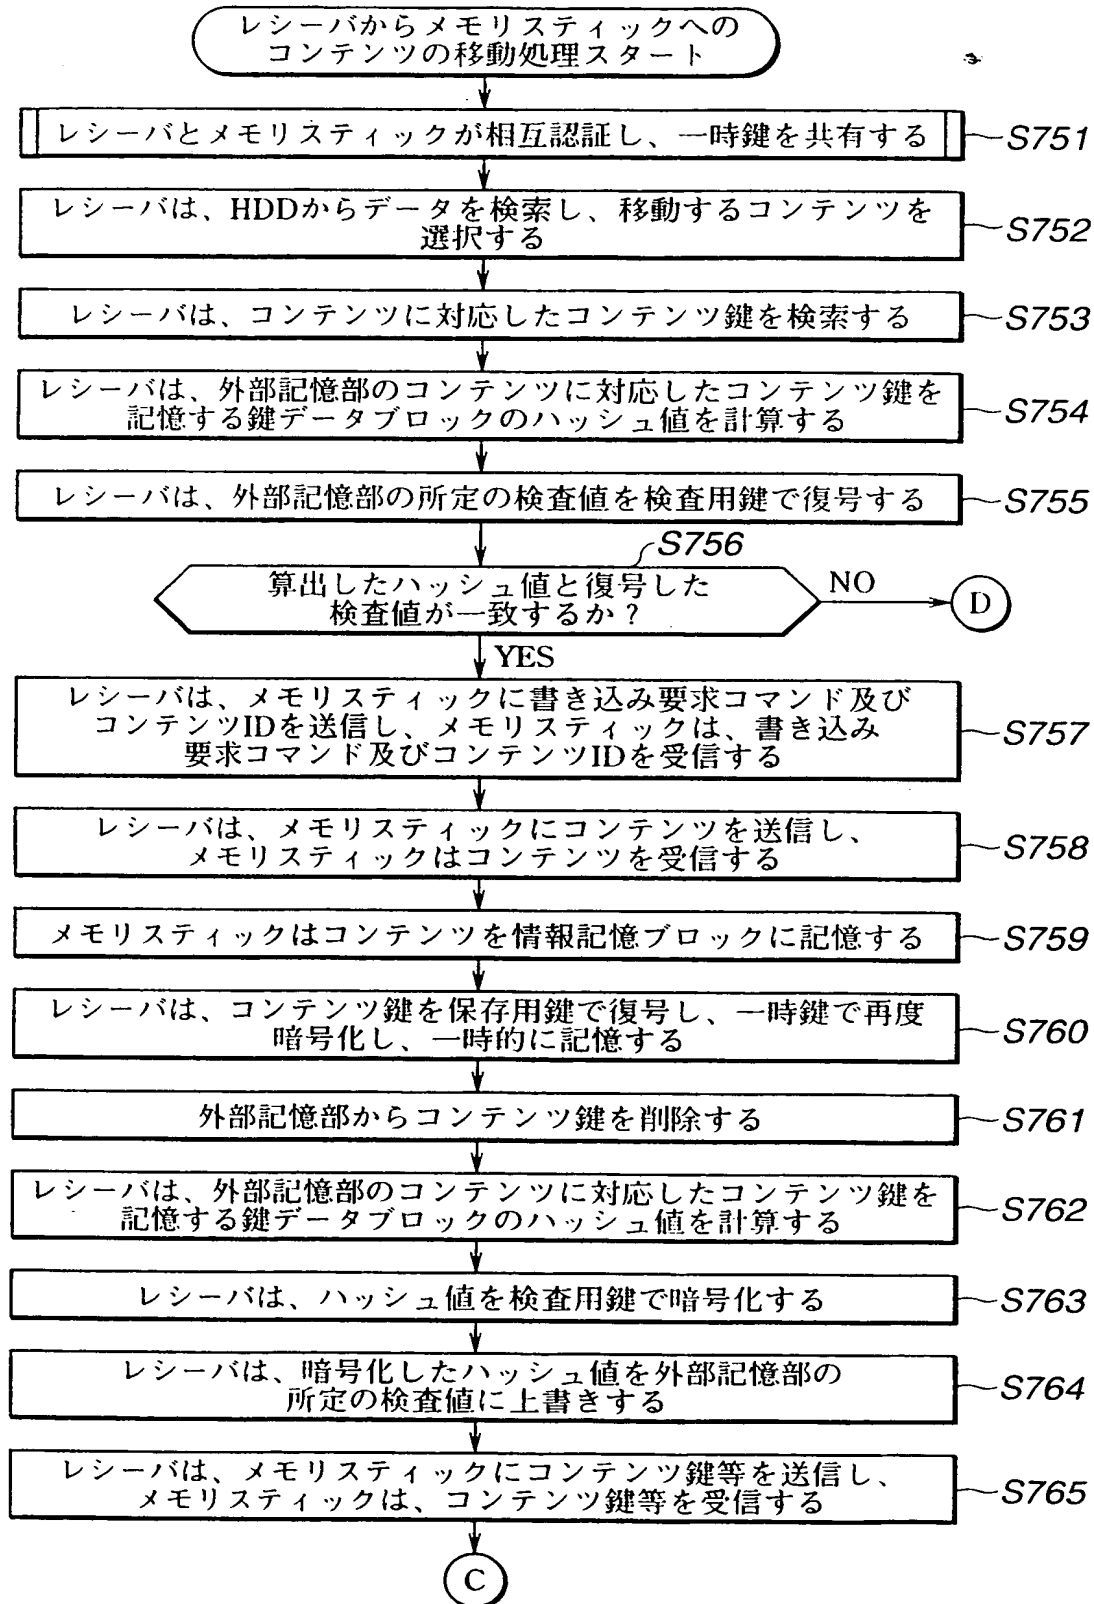 レシーバからメモリスティックへの
コンテンツの移動処理スタート
レシーバとメモリスティックが相互認証し、一時鍵を共有する
S751
レシーバは、HDDからデータを検索し、移動するコンテンツを
選択する
S752
レシーバは、コンテンツに対応したコンテンツ鍵を検索する
S753
レシーバは、外部記憶部のコンテンツに対応したコンテンツ鍵を
記憶する鍵データブロックのハッシュ値を計算する
S754
レシーバは、外部記憶部の所定の検査値を検査用鍵で復号する
S755
S756
算出したハッシュ値と復号した
検査値が一致するか？
NO
D
YES
レシーバは、メモリスティックに書き込み要求コマンド及び
コンテンツIDを送信し、メモリスティックは、書き込み
要求コマンド及びコンテンツIDを受信する
S757
レシーバは、メモリスティックにコンテンツを送信し、
メモリスティックはコンテンツを受信する
S758
メモリスティックはコンテンツを情報記憶ブロックに記憶する
S759
レシーバは、コンテンツ鍵を保存用鍵で復号し、一時鍵で再度
暗号化し、一時的に記憶する
S760
外部記憶部からコンテンツ鍵を削除する
S761
レシーバは、外部記憶部のコンテンツに対応したコンテンツ鍵を
記憶する鍵データブロックのハッシュ値を計算する
S762
レシーバは、ハッシュ値を検査用鍵で暗号化する
S763
レシーバは、暗号化したハッシュ値を外部記憶部の
所定の検査値に上書きする
S764
レシーバは、メモリスティックにコンテンツ鍵等を送信し、
メモリスティックは、コンテンツ鍵等を受信する
S765
C